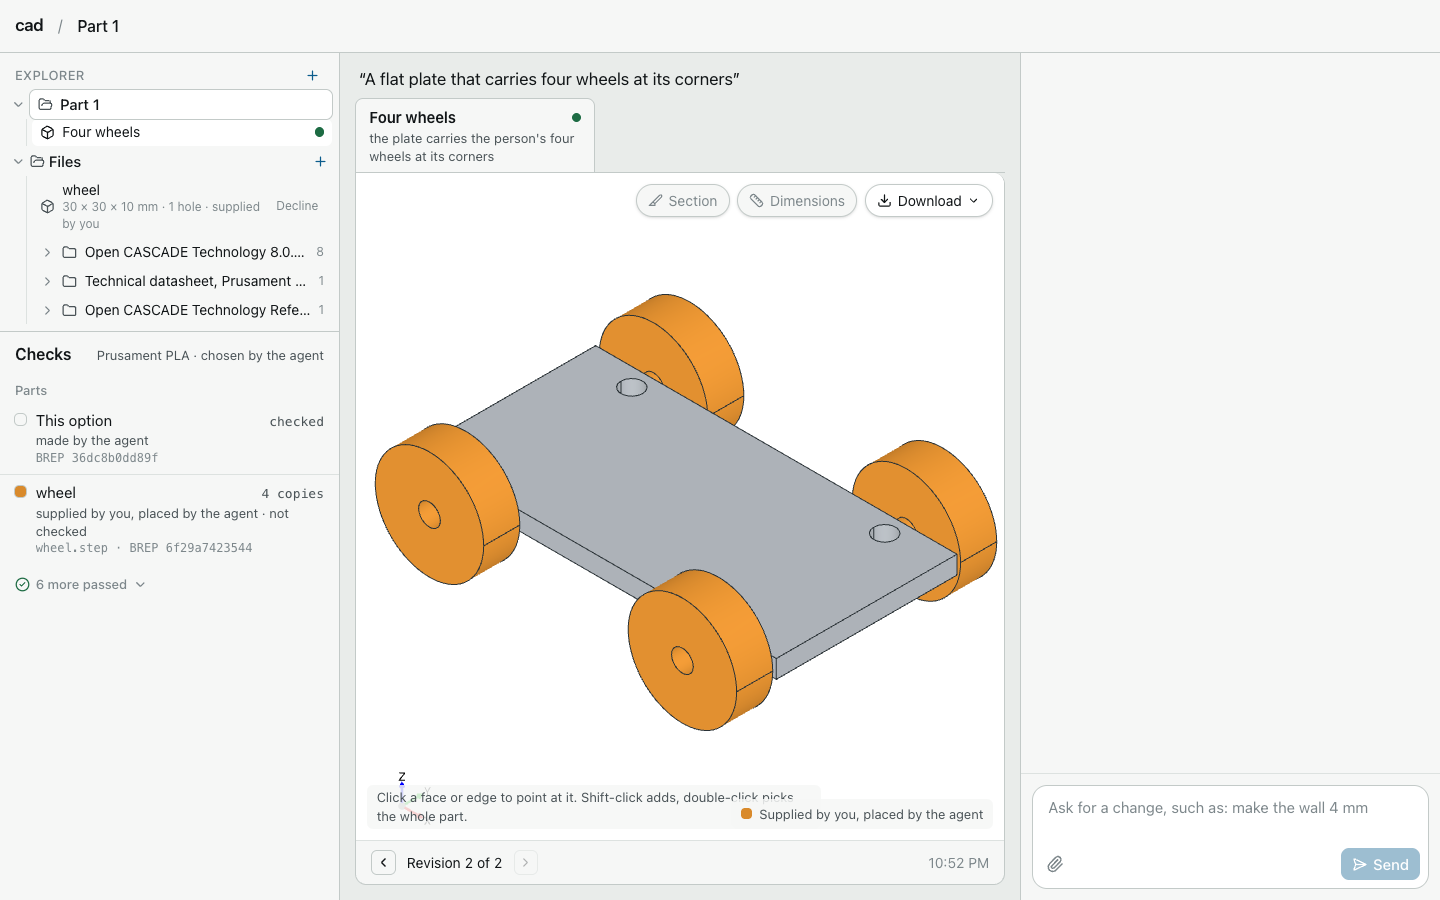 cad / Part 1
EXPLORER
Part 1
Four wheels
Files
wheel
30 × 30 × 10 mm · 1 hole · supplied
by you
Decline
Open CASCADE Technology 8.0.... 8
Technical datasheet, Prusament ... 1
Open CASCADE Technology Refe... 1
Checks Prusament PLA · chosen by the agent
Parts
This option checked
made by the agent
BREP 36dc8b0dd89f
wheel 4 copies
supplied by you, placed by the agent · not
checked
wheel.step · BREP 6f29a7423544
6 more passed
“A flat plate that carries four wheels at its corners”
Four wheels
the plate carries the person's four
wheels at its corners
Section Dimensions Download
Z
Click a face or edge to point at it. Shift-click adds, double-click picks
the whole part.
Supplied by you, placed by the agent
Revision 2 of 2 10:52 PM
Ask for a change, such as: make the wall 4 mm
Send